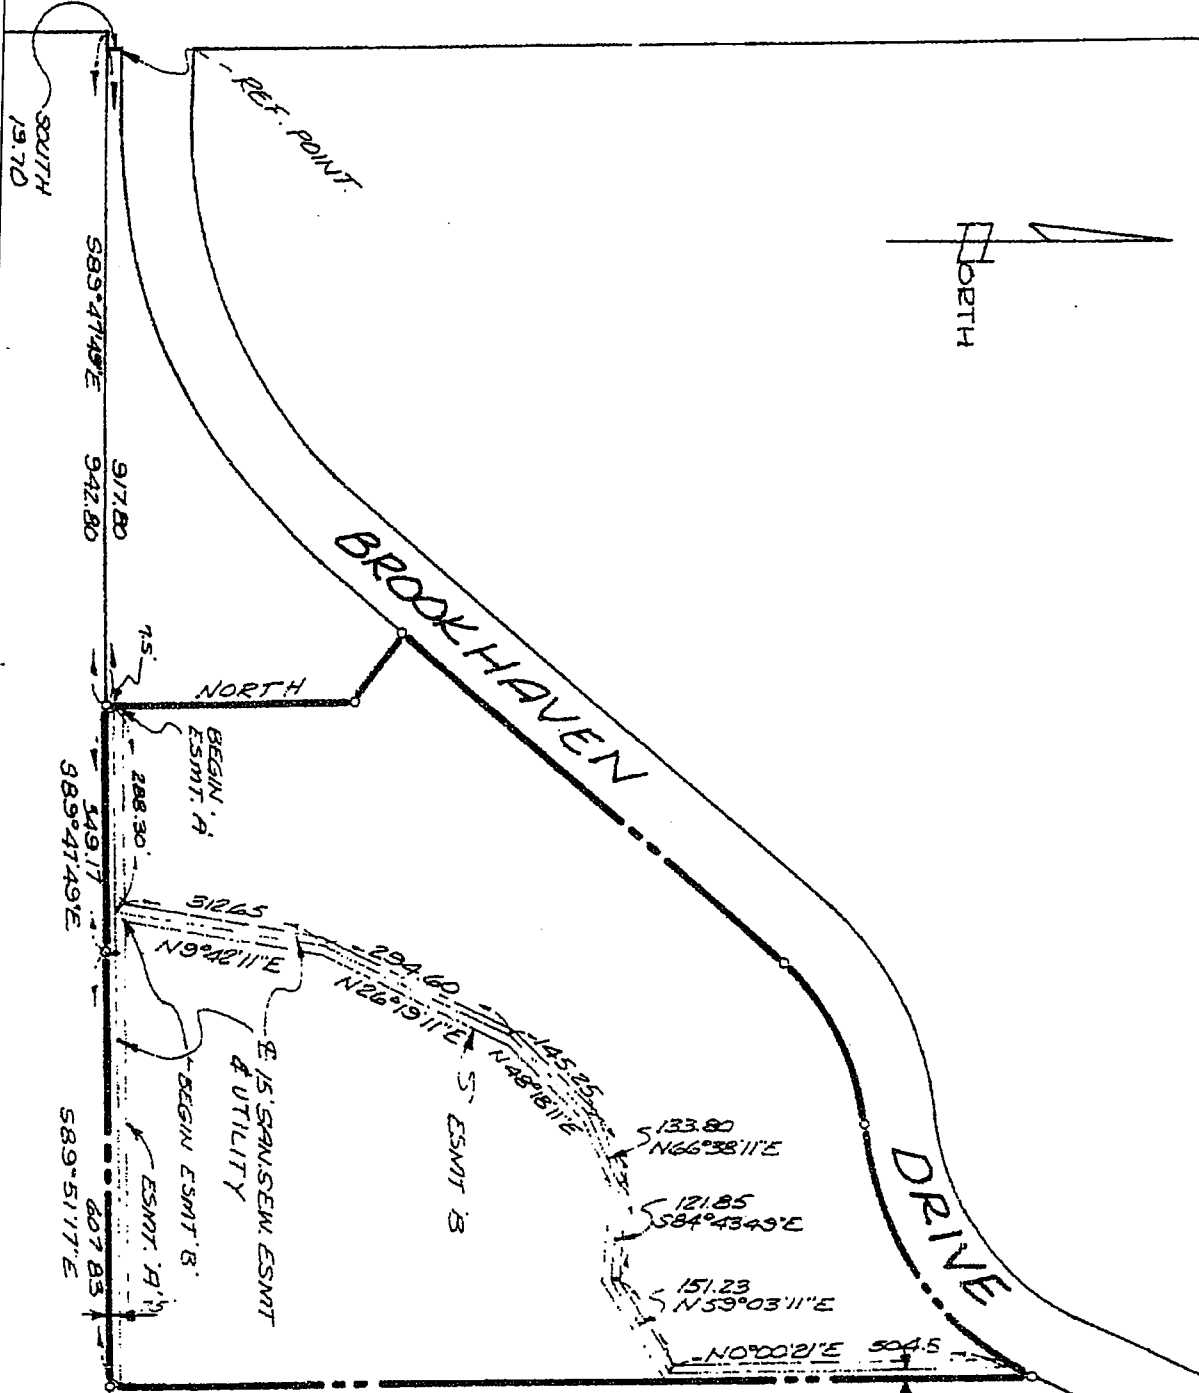 SOUTH
19.70
REF. POINT.
NORTH
S89°47'49"E
917.80
942.80
BROOKHAVEN
DRIVE
7.5'
NORTH
BEGIN
ESMT. 'A'
288.30'
549.17
S89°47'49"E
312.65
N9°42'11"E
294.60
N26°19'11"E
145.25
N48°18'11"E
133.80
N66°38'11"E
121.85
S84°43'49"E
151.23
N59°03'11"E
N0°00'21"E 504.5
℄ 15' SAN. SEW. ESMT
& UTILITY
ESMT 'B'
BEGIN ESMT 'B'
ESMT. 'A'
607.83
S89°51'17"E